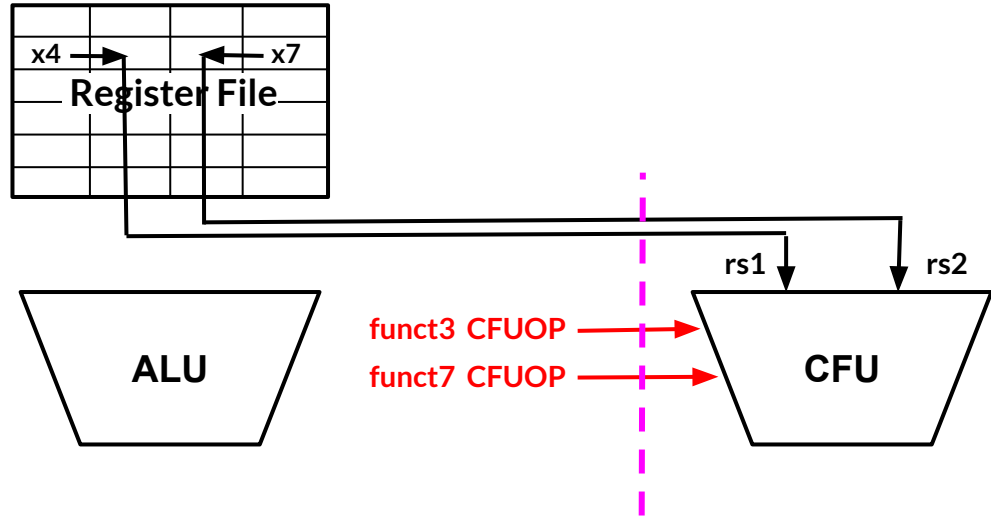 x4 x7
Register File
rs1 rs2
funct3 CFUOP
funct7 CFUOP
ALU CFU